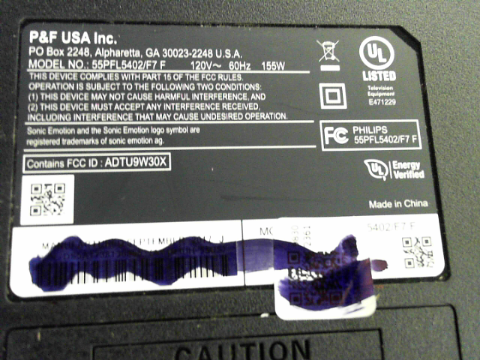 P&F USA Inc.
PO Box 2248, Alpharetta, GA 30023-2248 U.S.A.
MODEL NO.: 55PFL5402/F7 F 120V~ 60Hz 155W
THIS DEVICE COMPLIES WITH PART 15 OF THE FCC RULES.
OPERATION IS SUBJECT TO THE FOLLOWING TWO CONDITIONS:
(1) THIS DEVICE MAY NOT CAUSE HARMFUL INTERFERENCE, AND
(2) THIS DEVICE MUST ACCEPT ANY INTERFERENCE RECEIVED,
INCLUDING INTERFERENCE THAT MAY CAUSE UNDESIRED OPERATION.
Sonic Emotion and the Sonic Emotion logo symbol are
registered trademarks of sonic emotion ag.
Contains FCC ID : ADTU9W30X
UL
LISTED
Television
Equipment
E471229
FC PHILIPS
55PFL5402/F7 F
UL Energy
Verified
Made in China
5402/F7 F
CAUTION